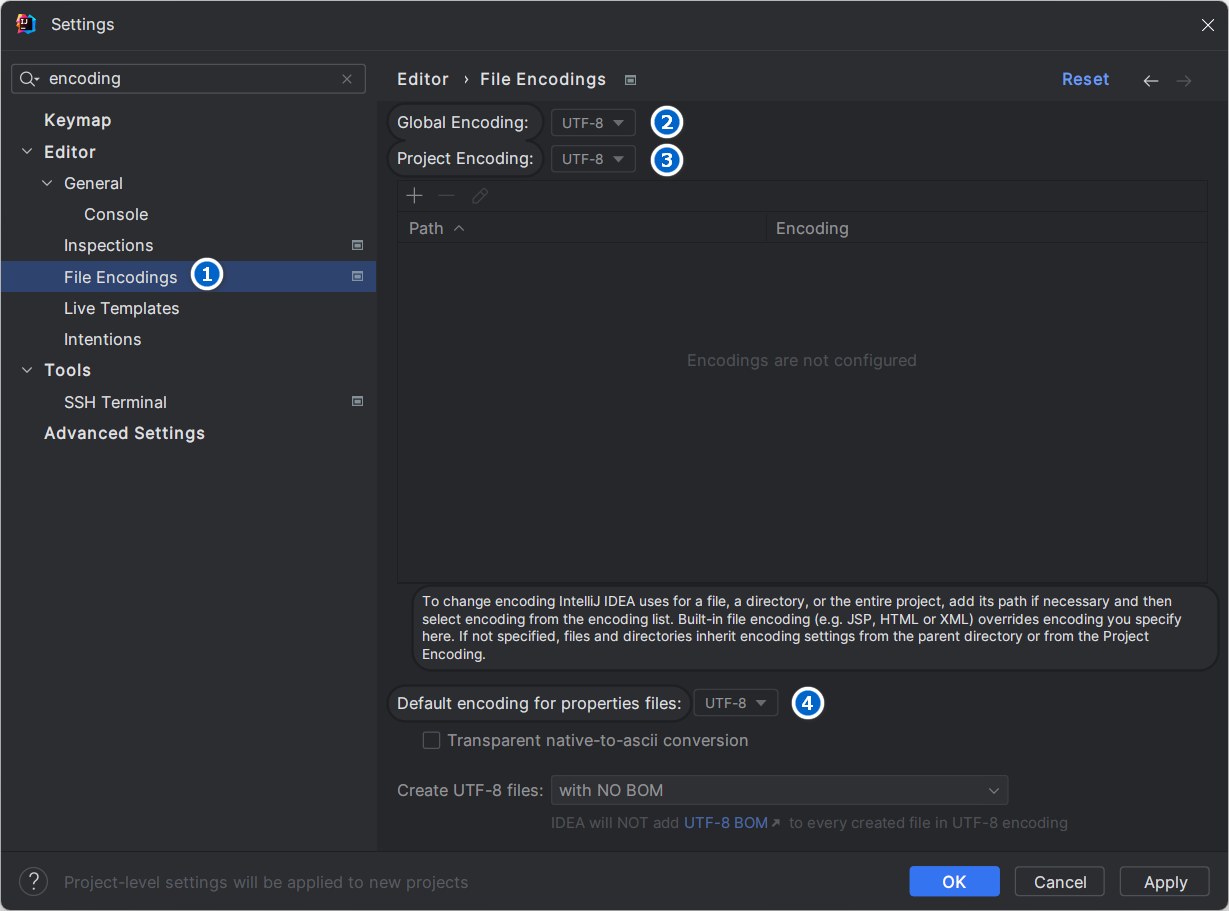 Settings
encoding
Keymap
Editor
General
Console
Inspections
File Encodings 1
Live Templates
Intentions
Tools
SSH Terminal
Advanced Settings
Editor › File Encodings
Reset
Global Encoding: UTF-8 2
Project Encoding: UTF-8 3
Path Encoding
Encodings are not configured
To change encoding IntelliJ IDEA uses for a file, a directory, or the entire project, add its path if necessary and then
select encoding from the encoding list. Built-in file encoding (e.g. JSP, HTML or XML) overrides encoding you specify
here. If not specified, files and directories inherit encoding settings from the parent directory or from the Project
Encoding.
Default encoding for properties files: UTF-8 4
Transparent native-to-ascii conversion
Create UTF-8 files: with NO BOM
IDEA will NOT add UTF-8 BOM↗ to every created file in UTF-8 encoding
? Project-level settings will be applied to new projects
OK Cancel Apply